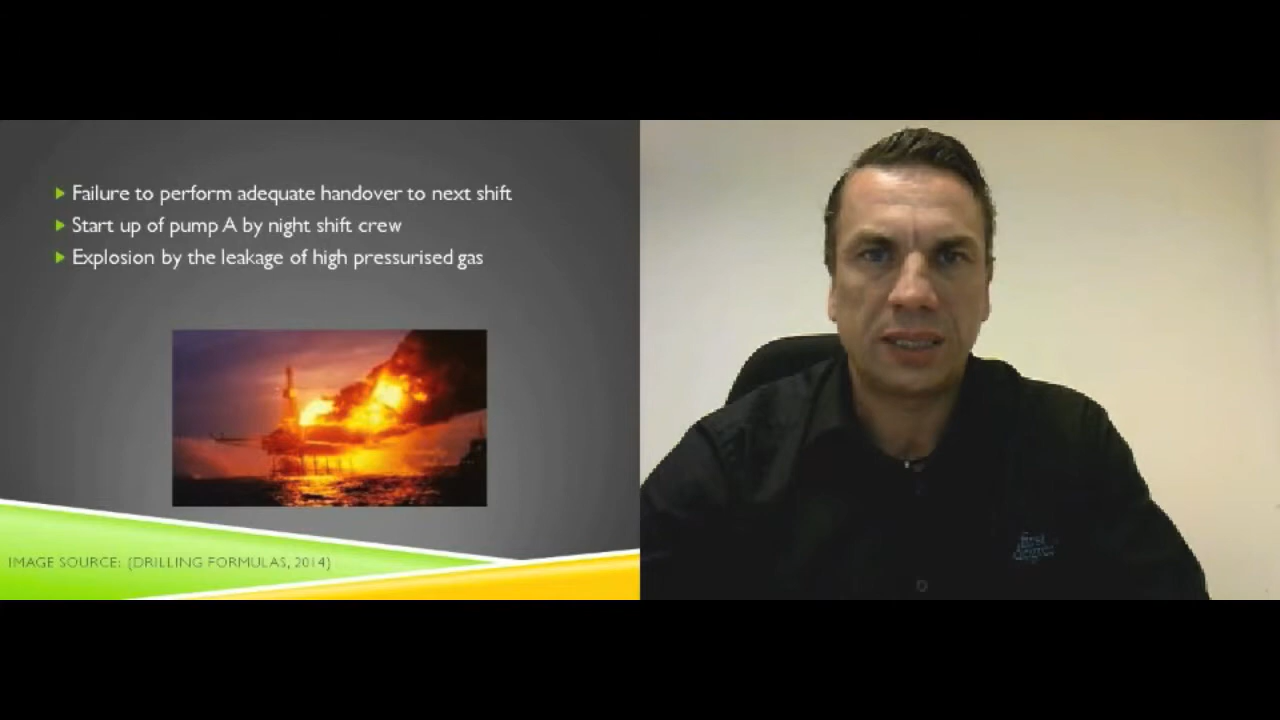 Failure to perform adequate handover to next shift
Start up of pump A by night shift crew
Explosion by the leakage of high pressurised gas
IMAGE SOURCE: (DRILLING FORMULAS, 2014)